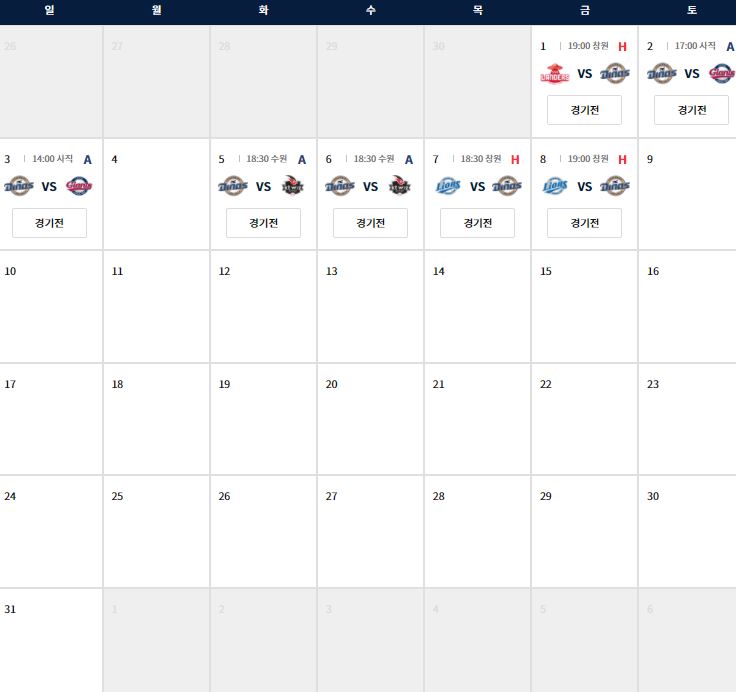 일 월 화 수 목 금 토
26 27 28 29 30 1 19:00 창원 H 2 17:00 사직 A
LANDERS VS Dinos Dinos VS Giants
경기전 경기전
3 14:00 사직 A 4 5 18:30 수원 A 6 18:30 수원 A 7 18:30 창원 H 8 19:00 창원 H 9
Dinos VS Giants Dinos VS Dinos VS Lions VS Dinos Lions VS Dinos
경기전 경기전 경기전 경기전 경기전
10 11 12 13 14 15 16
17 18 19 20 21 22 23
24 25 26 27 28 29 30
31 1 2 3 4 5 6